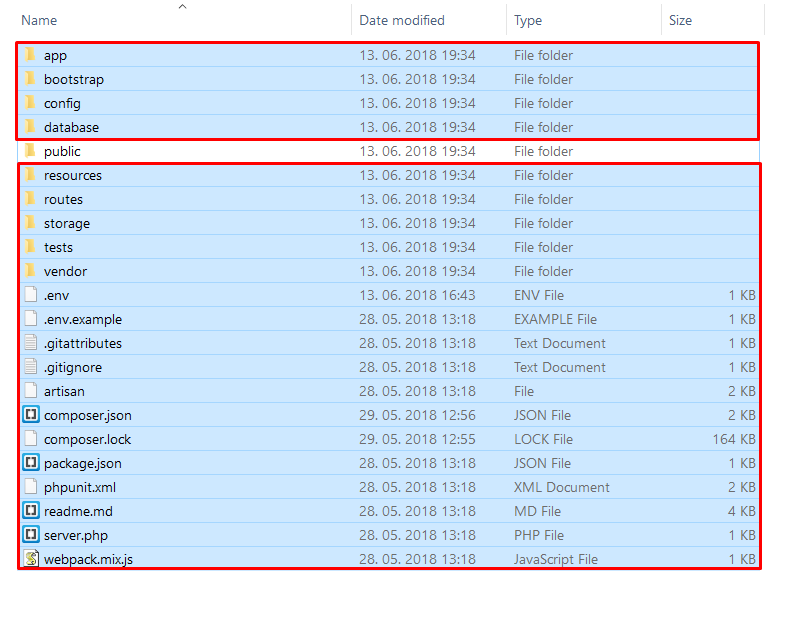 Name Date modified Type Size
app 13. 06. 2018 19:34 File folder
bootstrap 13. 06. 2018 19:34 File folder
config 13. 06. 2018 19:34 File folder
database 13. 06. 2018 19:34 File folder
public 13. 06. 2018 19:34 File folder
resources 13. 06. 2018 19:34 File folder
routes 13. 06. 2018 19:34 File folder
storage 13. 06. 2018 19:34 File folder
tests 13. 06. 2018 19:34 File folder
vendor 13. 06. 2018 19:34 File folder
.env 13. 06. 2018 16:43 ENV File 1 KB
.env.example 28. 05. 2018 13:18 EXAMPLE File 1 KB
.gitattributes 28. 05. 2018 13:18 Text Document 1 KB
.gitignore 28. 05. 2018 13:18 Text Document 1 KB
artisan 28. 05. 2018 13:18 File 2 KB
composer.json 29. 05. 2018 12:56 JSON File 2 KB
composer.lock 29. 05. 2018 12:55 LOCK File 164 KB
package.json 28. 05. 2018 13:18 JSON File 1 KB
phpunit.xml 28. 05. 2018 13:18 XML Document 2 KB
readme.md 28. 05. 2018 13:18 MD File 4 KB
server.php 28. 05. 2018 13:18 PHP File 1 KB
webpack.mix.js 28. 05. 2018 13:18 JavaScript File 1 KB